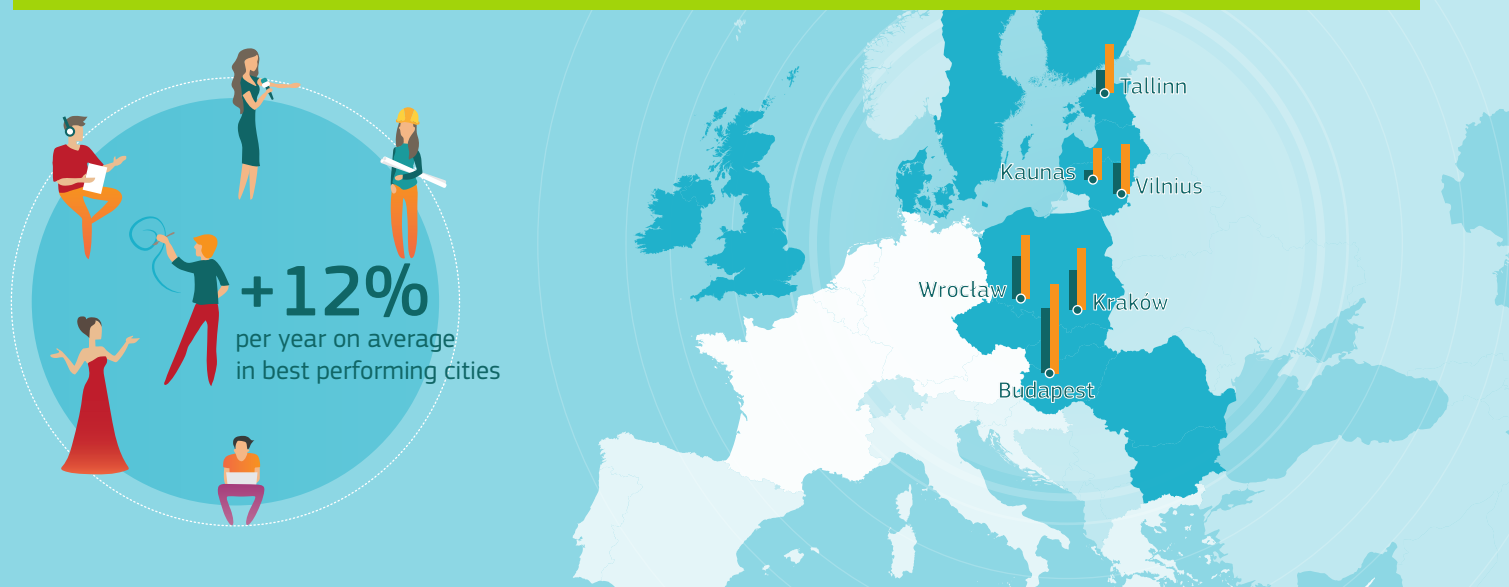 +12%
per year on average
in best performing cities
Tallinn
Kaunas
Vilnius
Wrocław
Kraków
Budapest